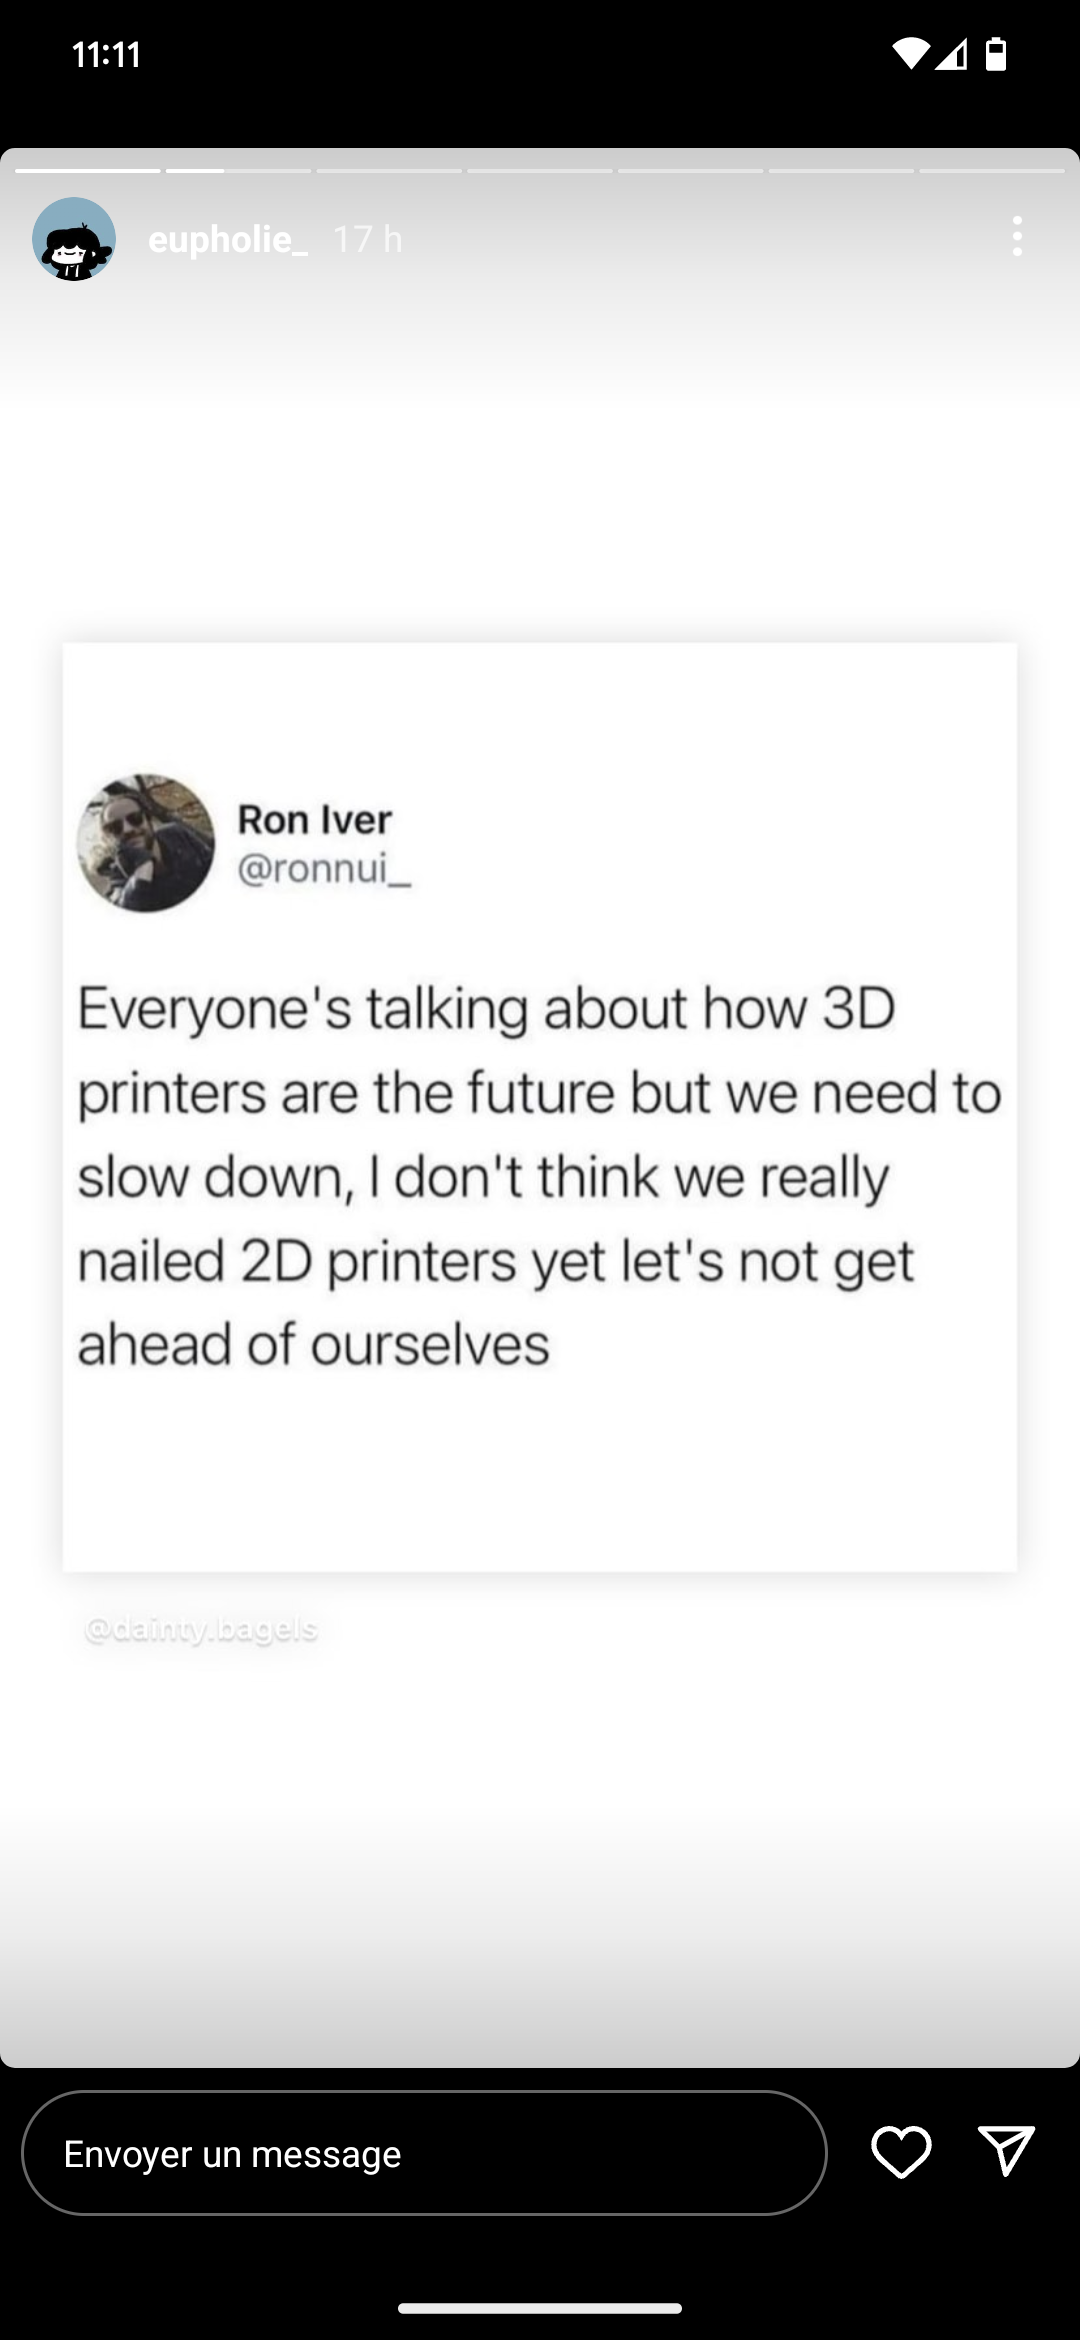 11:11
eupholie_ 17 h
Ron Iver
@ronnui_
Everyone's talking about how 3D
printers are the future but we need to
slow down, I don't think we really
nailed 2D printers yet let's not get
ahead of ourselves
@dainty.bagels
Envoyer un message